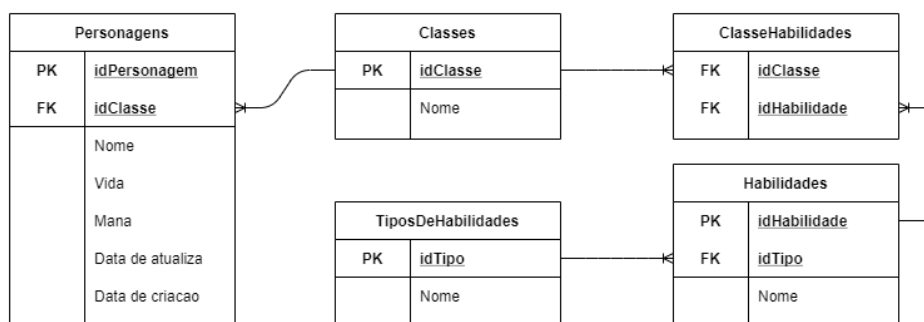 Personagens
PK idPersonagem
FK idClasse
Nome
Vida
Mana
Data de atualiza
Data de criacao
Classes
PK idClasse
Nome
ClasseHabilidades
FK idClasse
FK idHabilidade
TiposDeHabilidades
PK idTipo
Nome
Habilidades
PK idHabilidade
FK idTipo
Nome